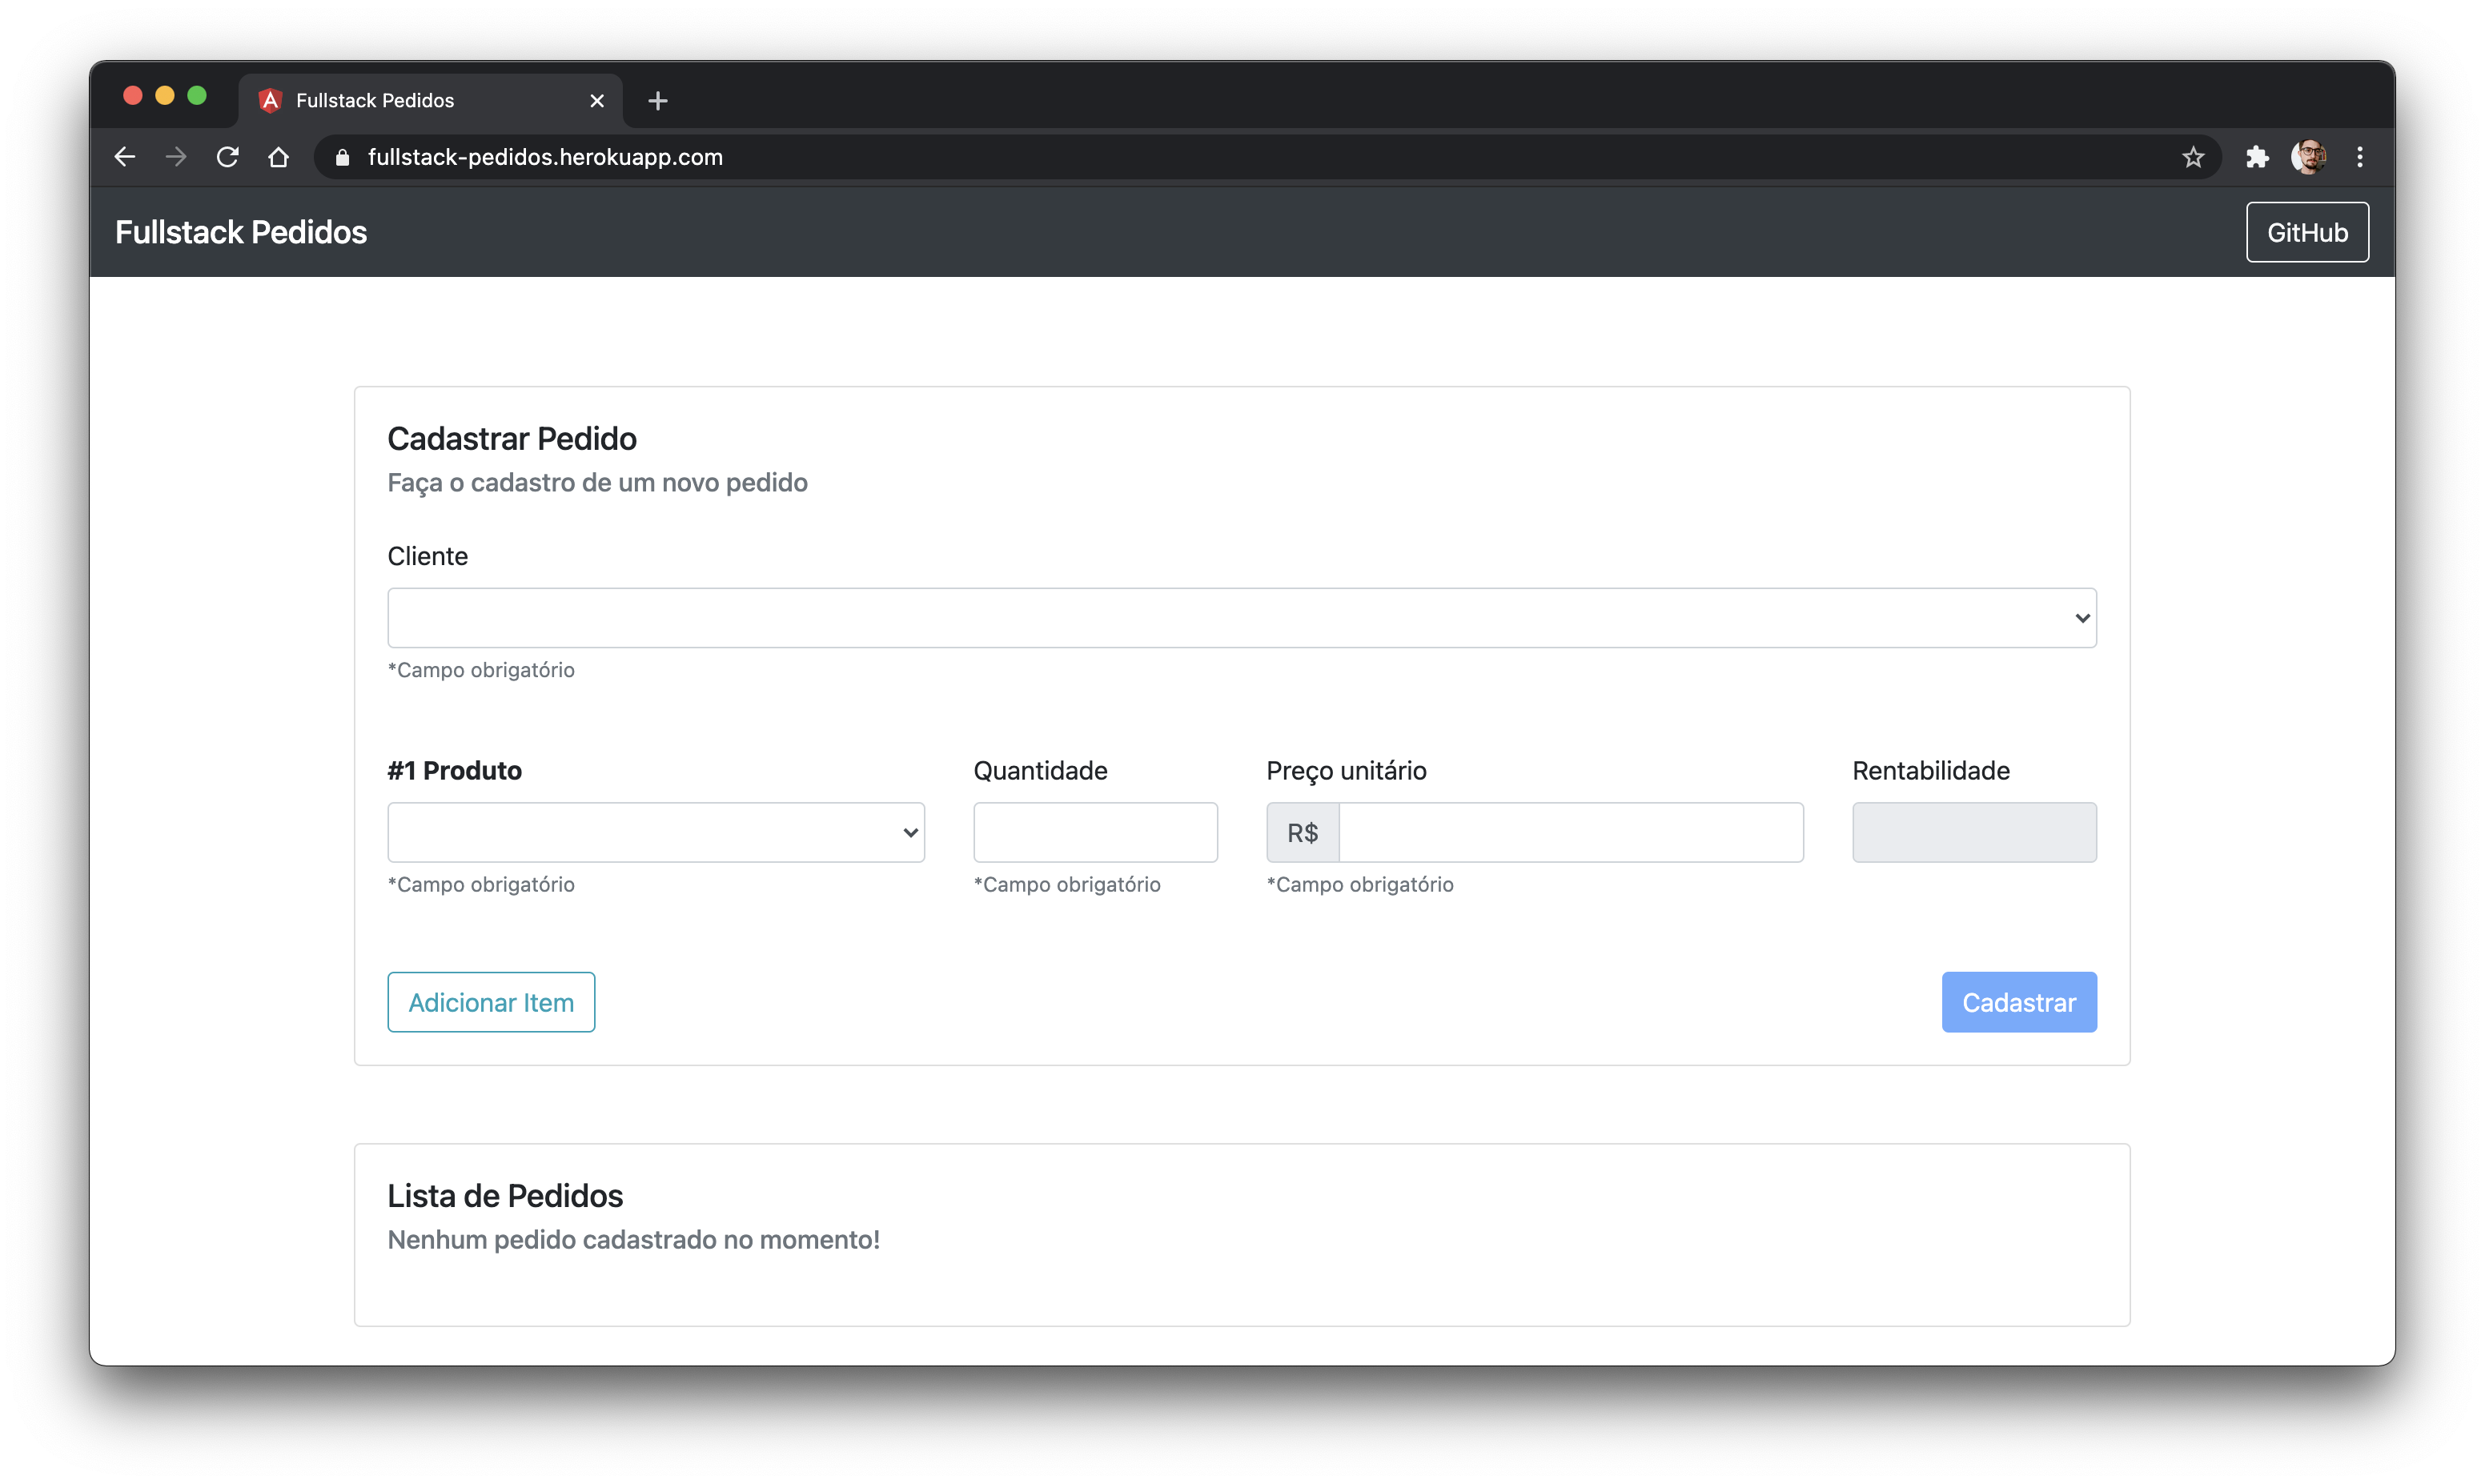 Fullstack Pedidos
fullstack-pedidos.herokuapp.com
Fullstack Pedidos
GitHub
Cadastrar Pedido
Faça o cadastro de um novo pedido
Cliente
*Campo obrigatório
#1 Produto
Quantidade
Preço unitário
Rentabilidade
R$
*Campo obrigatório
*Campo obrigatório
*Campo obrigatório
Adicionar Item
Cadastrar
Lista de Pedidos
Nenhum pedido cadastrado no momento!